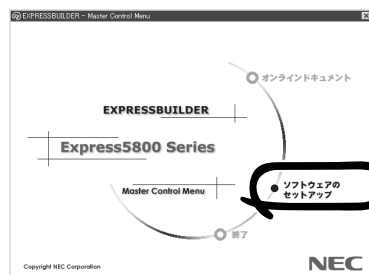 EXPRESSBUILDER - Master Control Menu
オンラインドキュメント
EXPRESSBUILDER
Express5800 Series
Master Control Menu
ソフトウェアの
セットアップ
終了
Copyright NEC Corporation
NEC